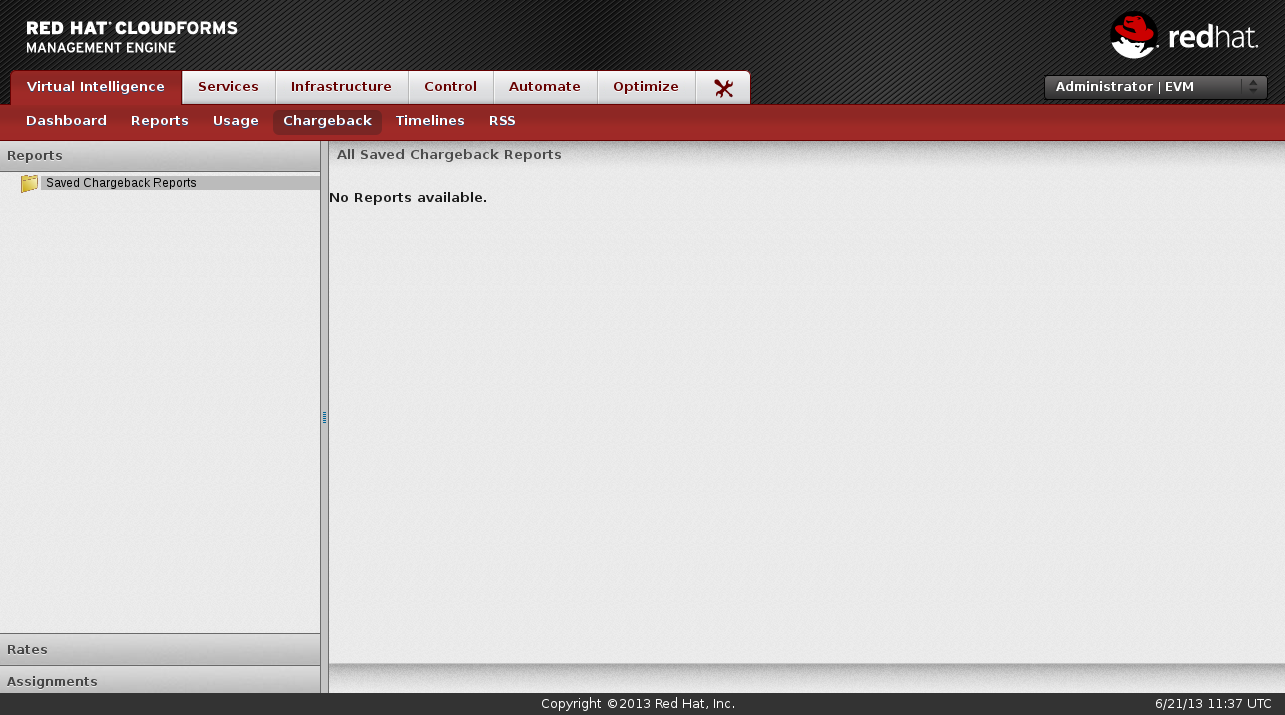 RED HAT CLOUDFORMS
MANAGEMENT ENGINE
redhat.
Virtual Intelligence Services Infrastructure Control Automate Optimize
Administrator | EVM
Dashboard Reports Usage Chargeback Timelines RSS
Reports
Saved Chargeback Reports
All Saved Chargeback Reports
No Reports available.
Rates
Assignments
Copyright ©2013 Red Hat, Inc.
6/21/13 11:37 UTC